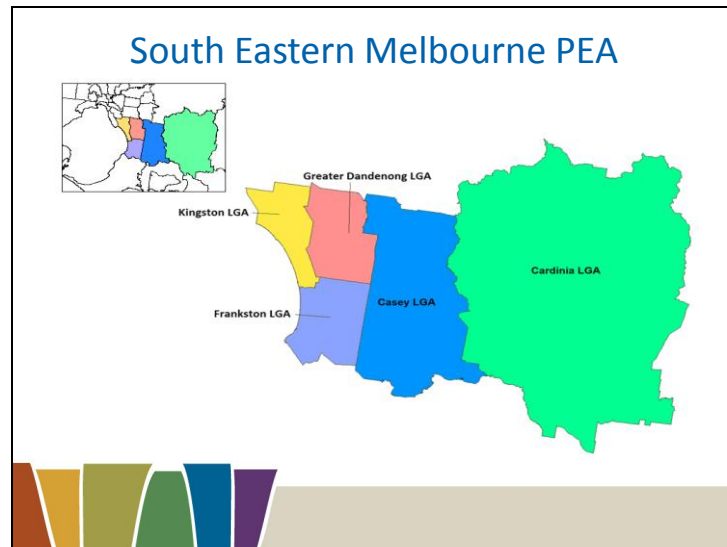 South Eastern Melbourne PEA
Greater Dandenong LGA
Kingston LGA
Cardinia LGA
Casey LGA
Frankston LGA